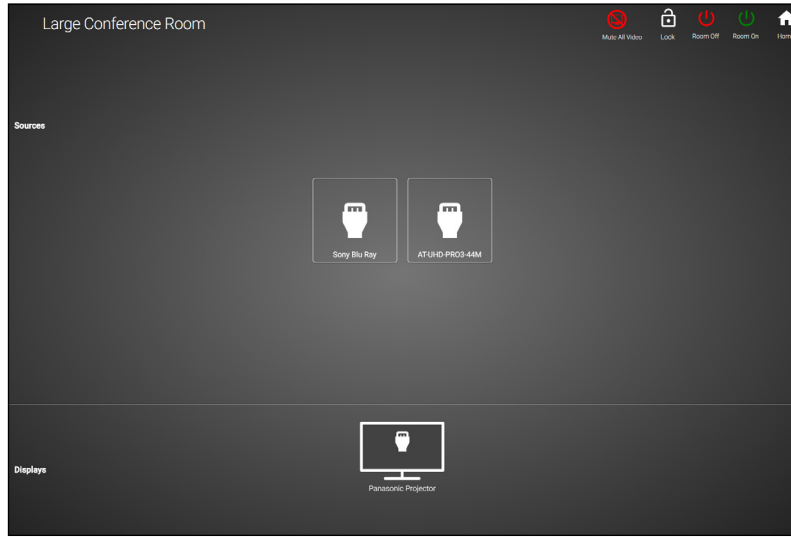 Large Conference Room
Mute All Video
Lock
Room Off
Room On
Hom
Sources
Sony Blu Ray
AT-UHD-PRO3-44M
Displays
Panasonic Projector